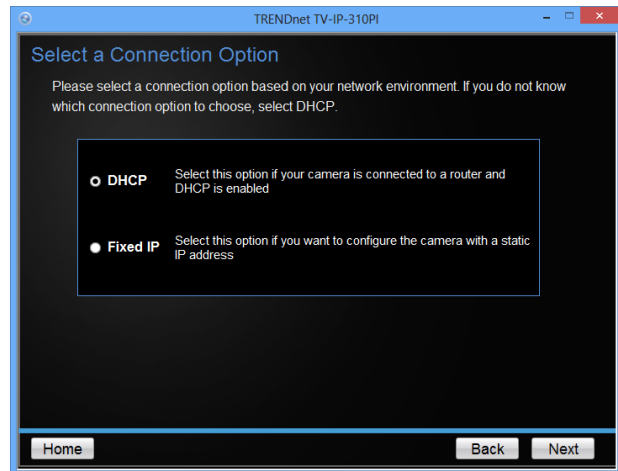 TRENDnet TV-IP-310PI
Select a Connection Option
Please select a connection option based on your network environment. If you do not know
which connection option to choose, select DHCP.
DHCP
Select this option if your camera is connected to a router and
DHCP is enabled
Fixed IP
Select this option if you want to configure the camera with a static
IP address
Home
Back
Next